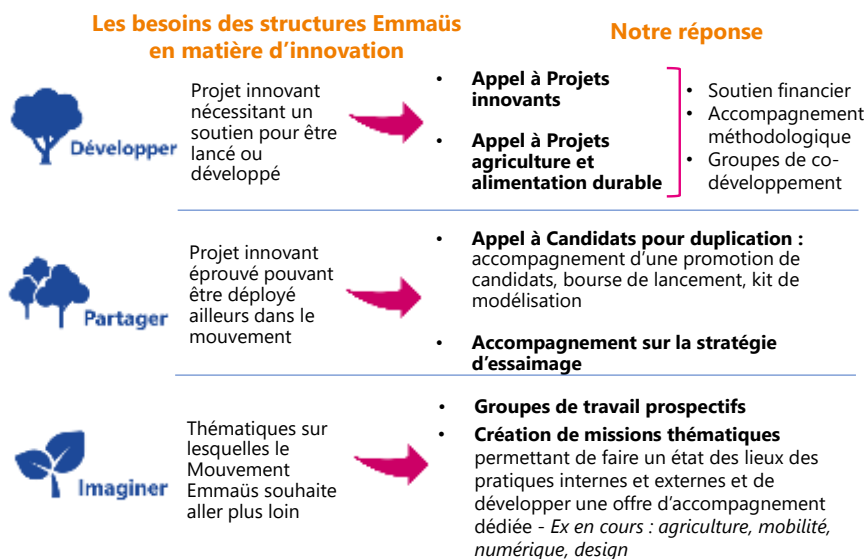 Les besoins des structures Emmaüs
en matière d’innovation
Notre réponse
Développer
Projet innovant
nécessitant un
soutien pour être
lancé ou
développé
• Appel à Projets
innovants
• Appel à Projets
agriculture et
alimentation durable
• Soutien financier
• Accompagnement
méthodologique
• Groupes de co-
développement
Partager
Projet innovant
éprouvé pouvant
être déployé
ailleurs dans le
mouvement
• Appel à Candidats pour duplication :
accompagnement d’une promotion de
candidats, bourse de lancement, kit de
modélisation
• Accompagnement sur la stratégie
d’essaimage
Imaginer
Thématiques sur
lesquelles le
Mouvement
Emmaüs souhaite
aller plus loin
• Groupes de travail prospectifs
• Création de missions thématiques
permettant de faire un état des lieux des
pratiques internes et externes et de
développer une offre d’accompagnement
dédiée - Ex en cours : agriculture, mobilité,
numérique, design